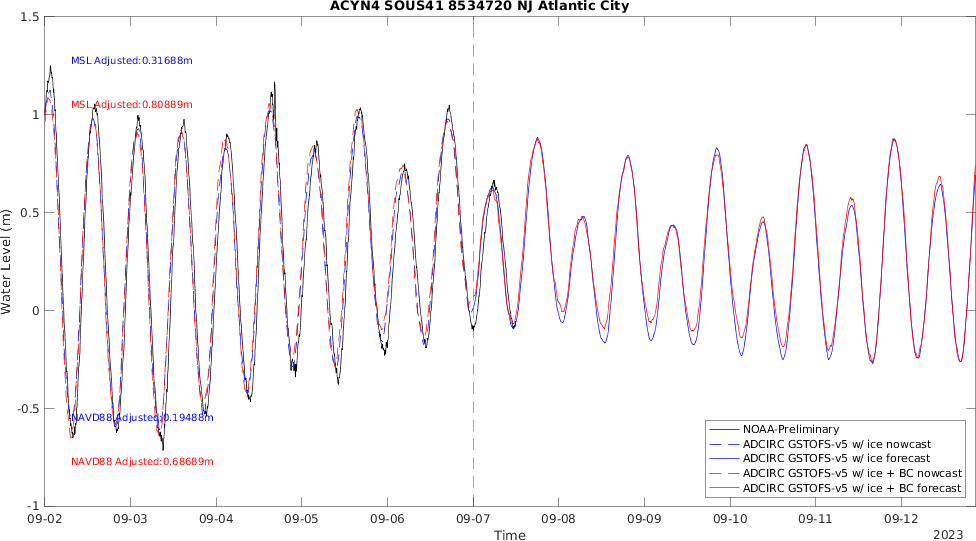 ACYN4 SOUS41 8534720 NJ Atlantic City
1.5
MSL Adjusted:0.31688m
MSL Adjusted:0.80889m
1
0.5
Water Level (m)
0
-0.5
NAVD88 Adjusted:0.19488m
NAVD88 Adjusted:0.68689m
-1
NOAA-Preliminary
ADCIRC GSTOFS-v5 w/ ice nowcast
ADCIRC GSTOFS-v5 w/ ice forecast
ADCIRC GSTOFS-v5 w/ ice + BC nowcast
ADCIRC GSTOFS-v5 w/ ice + BC forecast
09-02 09-03 09-04 09-05 09-06 09-07 09-08 09-09 09-10 09-11 09-12
Time
2023